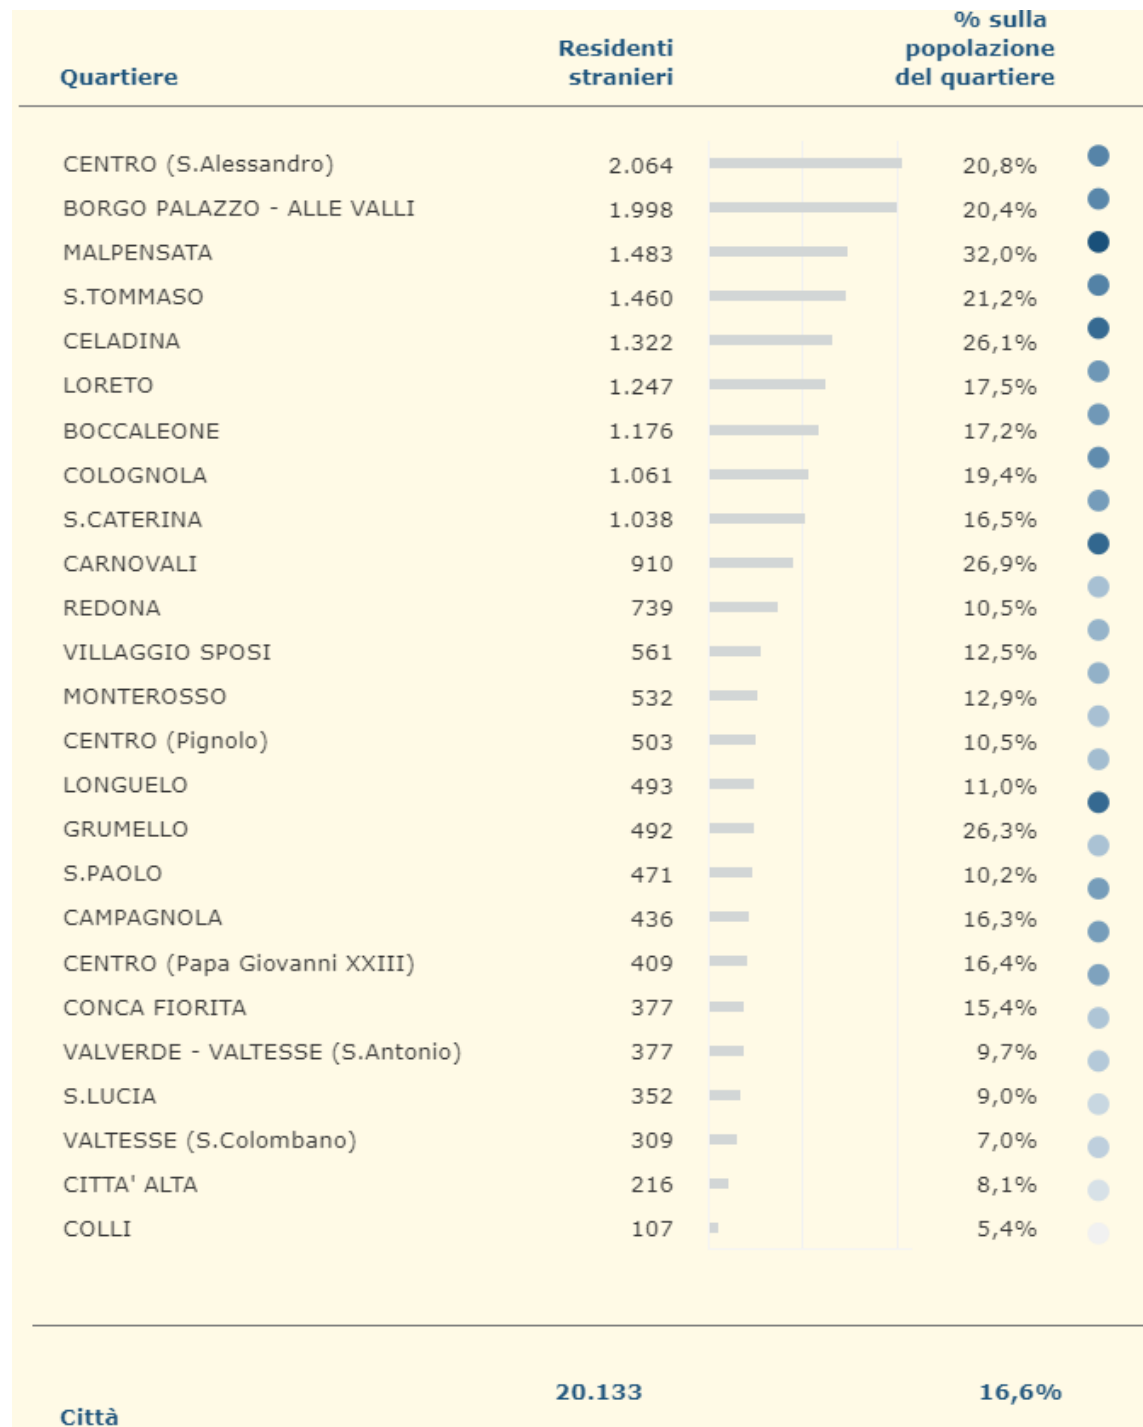 Quartiere Residenti stranieri % sulla popolazione del quartiere
CENTRO (S.Alessandro) 2.064 20,8%
BORGO PALAZZO - ALLE VALLI 1.998 20,4%
MALPENSATA 1.483 32,0%
S.TOMMASO 1.460 21,2%
CELADINA 1.322 26,1%
LORETO 1.247 17,5%
BOCCALEONE 1.176 17,2%
COLOGNOLA 1.061 19,4%
S.CATERINA 1.038 16,5%
CARNOVALI 910 26,9%
REDONA 739 10,5%
VILLAGGIO SPOSI 561 12,5%
MONTEROSSO 532 12,9%
CENTRO (Pignolo) 503 10,5%
LONGUELO 493 11,0%
GRUMELLO 492 26,3%
S.PAOLO 471 10,2%
CAMPAGNOLA 436 16,3%
CENTRO (Papa Giovanni XXIII) 409 16,4%
CONCA FIORITA 377 15,4%
VALVERDE - VALTESSE (S.Antonio) 377 9,7%
S.LUCIA 352 9,0%
VALTESSE (S.Colombano) 309 7,0%
CITTA' ALTA 216 8,1%
COLLI 107 5,4%
Città 20.133 16,6%